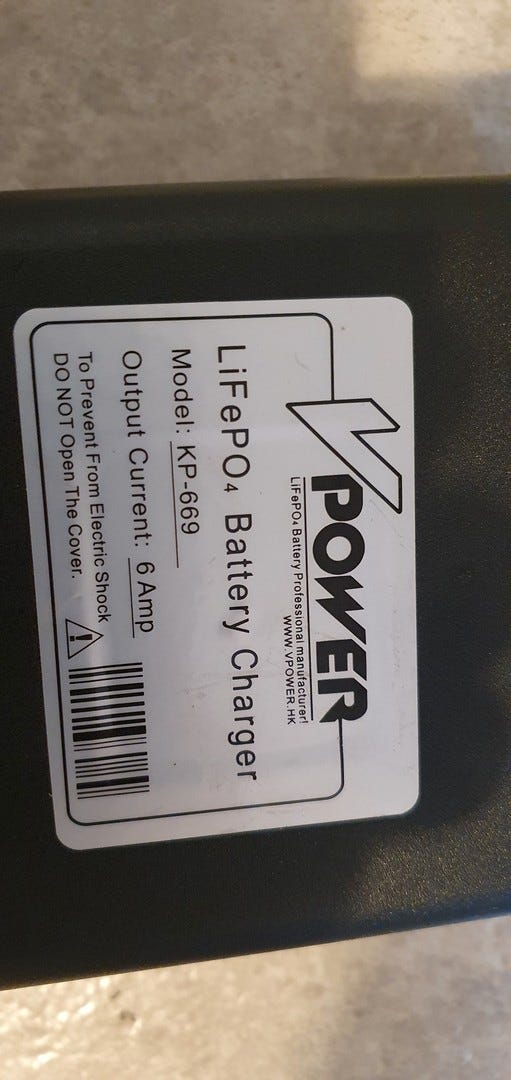 VPOWER
LiFePO₄ Battery Professional manufacturer!
WWW.VPOWER.HK
LiFePO₄ Battery Charger
Model: KP-669
Output Current: 6 Amp
To Prevent From Electric Shock
DO NOT Open The Cover.